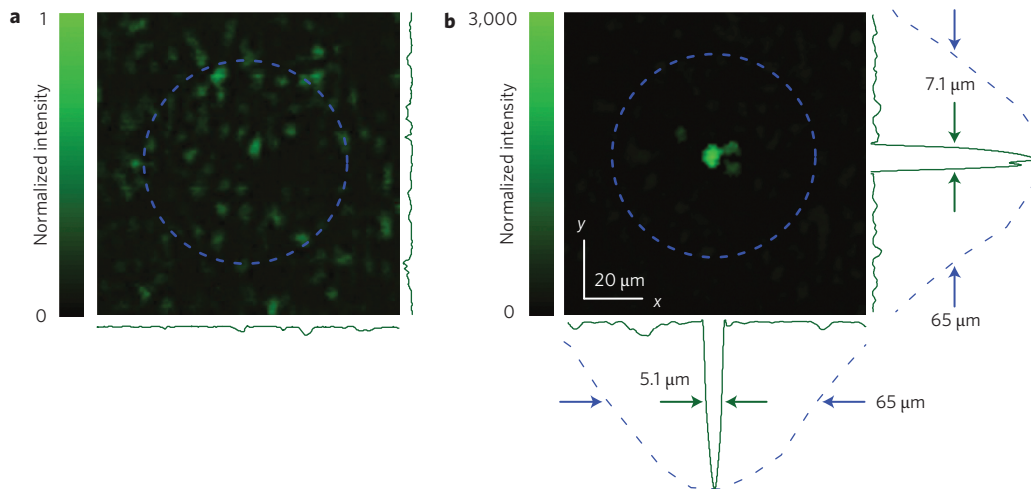 a
1
Normalized intensity
0
b
3,000
Normalized intensity
0
y
20 µm
x
7.1 µm
65 µm
5.1 µm
65 µm